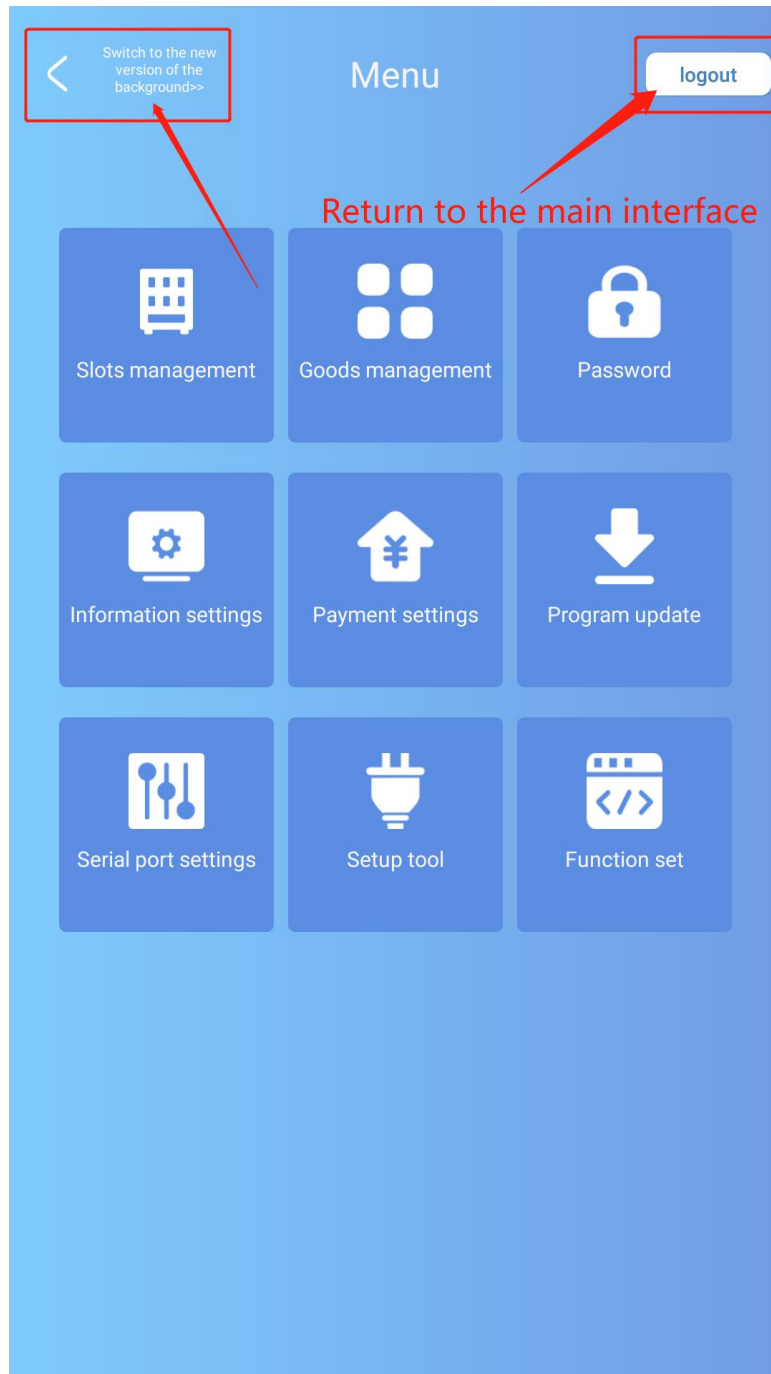 Switch to the new
version of the
background>>
Menu
logout
Return to the main interface
Slots management
Goods management
Password
¥
Information settings
Payment settings
Program update
</>
Serial port settings
Setup tool
Function set